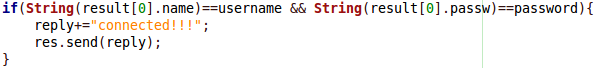 if(String(result[0].name)==username && String(result[0].passw)==password){
    reply+="connected!!!";
    res.send(reply);
}